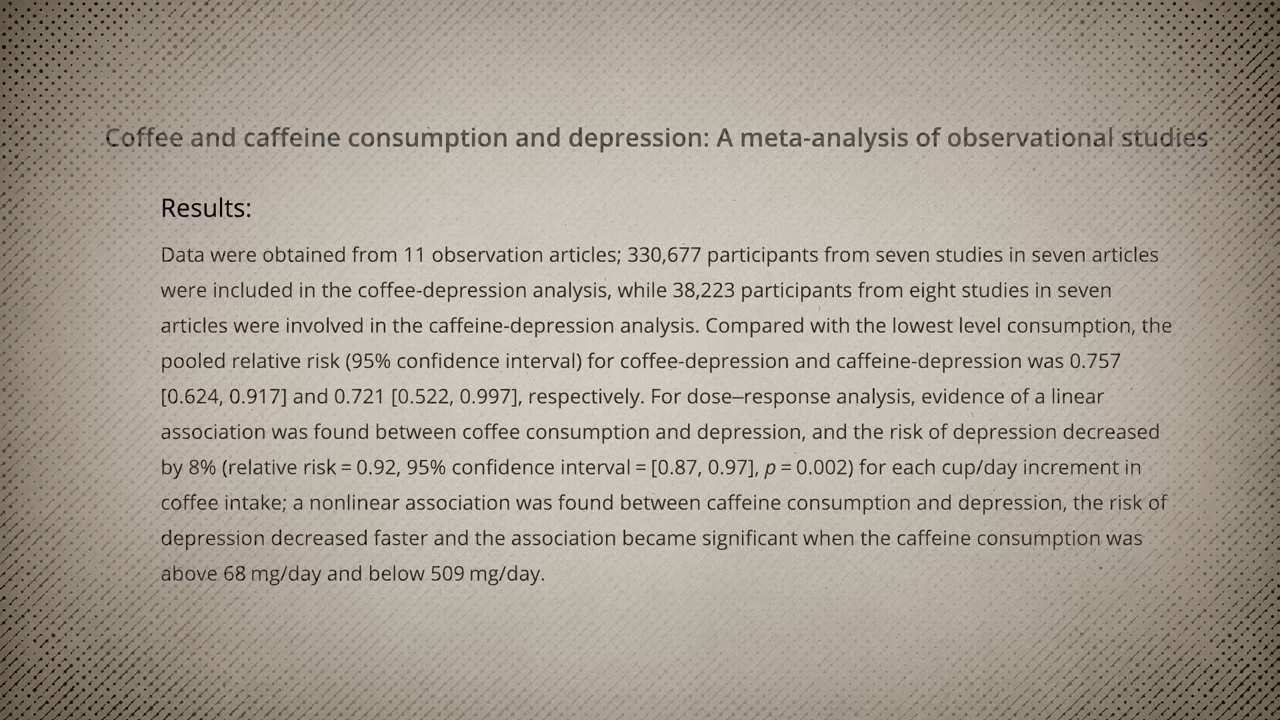 Coffee and caffeine consumption and depression: A meta-analysis of observational studies
Results:
Data were obtained from 11 observation articles; 330,677 participants from seven studies in seven articles
were included in the coffee-depression analysis, while 38,223 participants from eight studies in seven
articles were involved in the caffeine-depression analysis. Compared with the lowest level consumption, the
pooled relative risk (95% confidence interval) for coffee-depression and caffeine-depression was 0.757
[0.624, 0.917] and 0.721 [0.522, 0.997], respectively. For dose–response analysis, evidence of a linear
association was found between coffee consumption and depression, and the risk of depression decreased
by 8% (relative risk = 0.92, 95% confidence interval = [0.87, 0.97], p = 0.002) for each cup/day increment in
coffee intake; a nonlinear association was found between caffeine consumption and depression, the risk of
depression decreased faster and the association became significant when the caffeine consumption was
above 68 mg/day and below 509 mg/day.